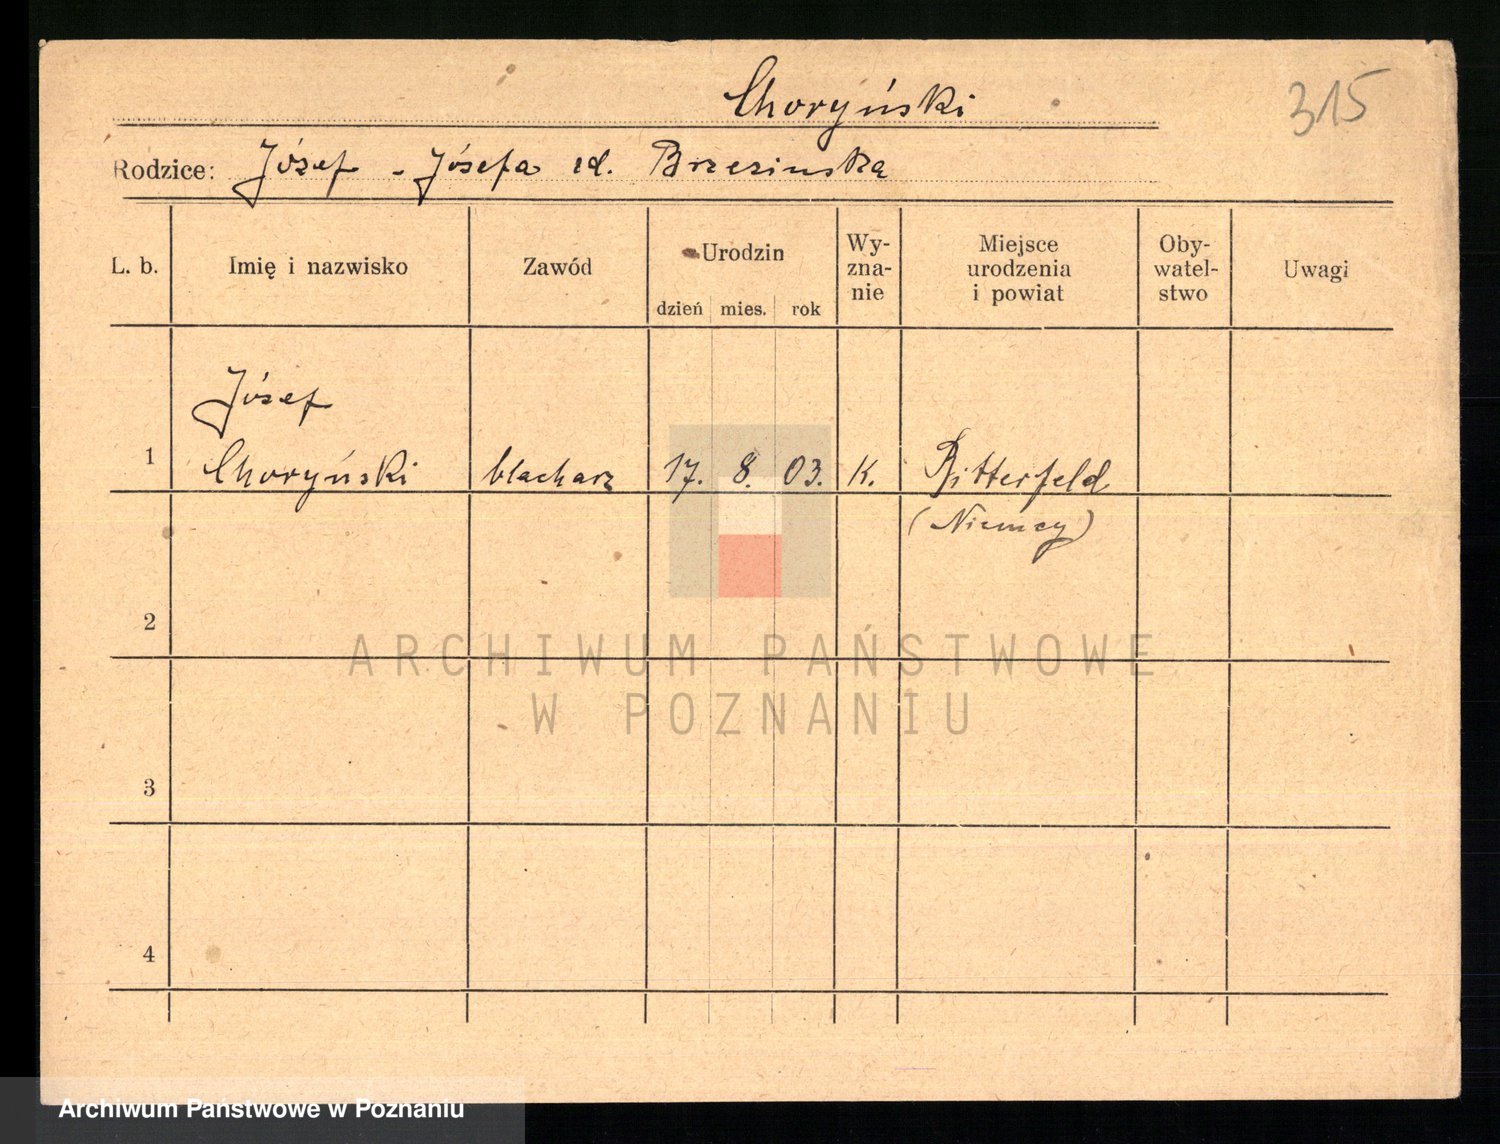 Choryński
315
Rodzice: Józef - Józefa zd. Brzezinska
L. b.
Imię i nazwisko
Zawód
Urodzin
dzień mies. rok
Wy-
zna-
nie
Miejsce
urodzenia
i powiat
Oby-
watel-
stwo
Uwagi
Józef
1 Choryński blacharz 17. 8. 03. K. Bitterfeld
(Niemcy)
2
ARCHIWUM PAŃSTWOWE
W POZNANIU
3
4
Archiwum Państwowe w Poznaniu